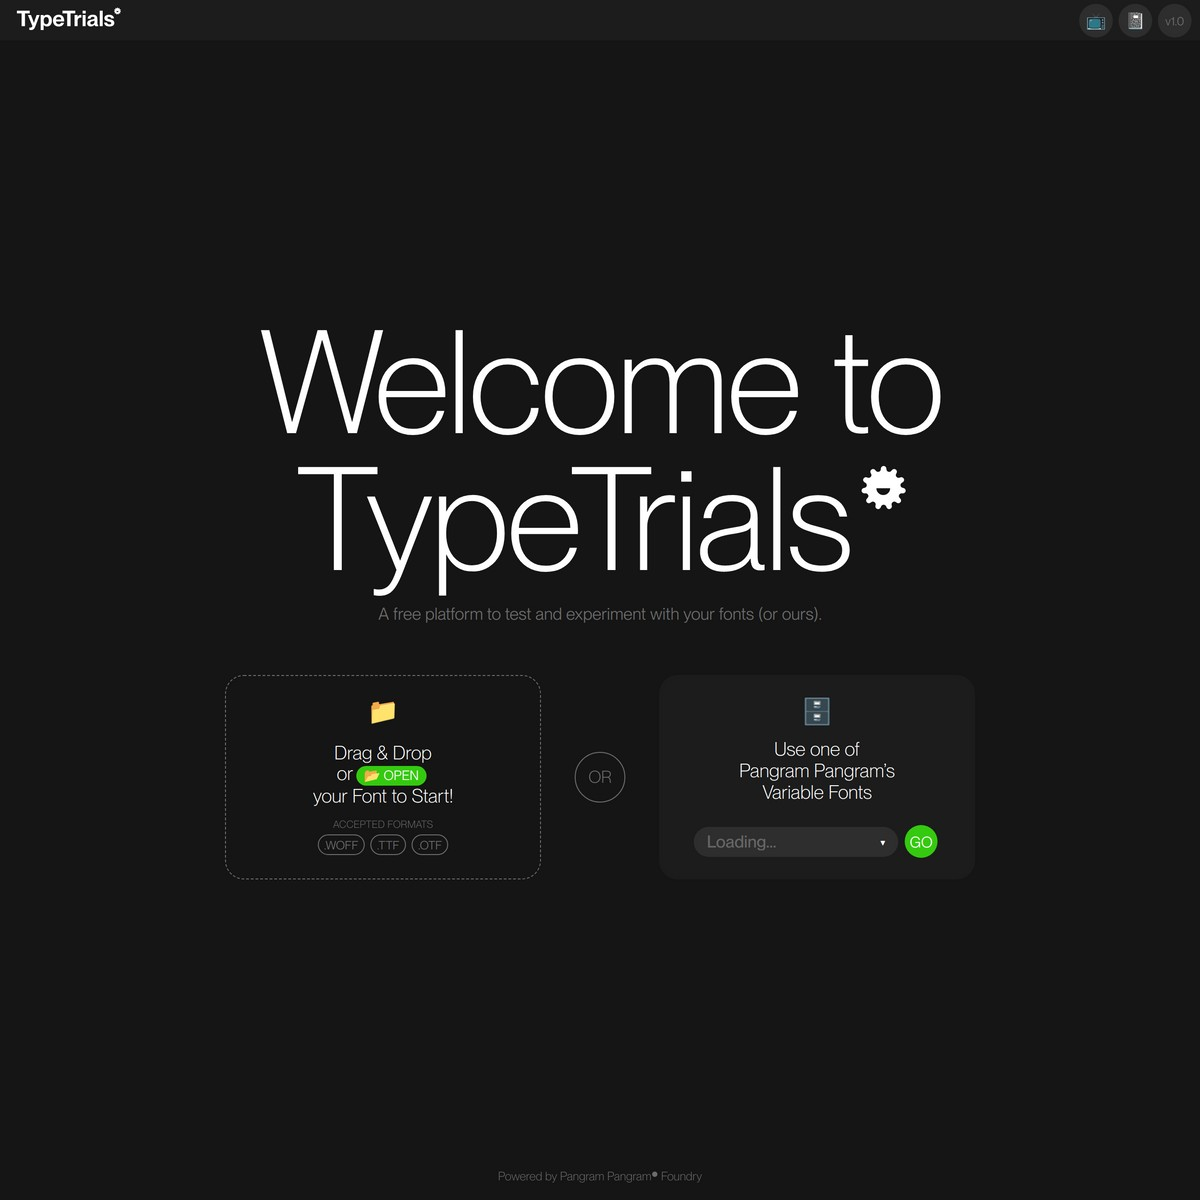 TypeTrials
v1.0
Welcome to
TypeTrials
A free platform to test and experiment with your fonts (or ours).
Drag & Drop
or OPEN
your Font to Start!
ACCEPTED FORMATS
.WOFF .TTF .OTF
OR
Use one of
Pangram Pangram’s
Variable Fonts
Loading...
GO
Powered by Pangram Pangram® Foundry